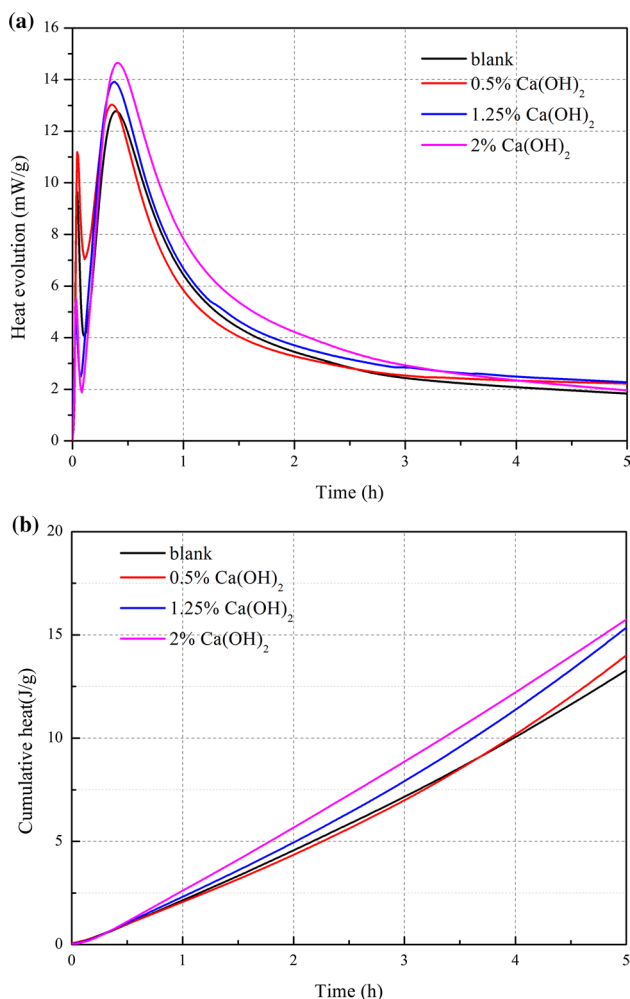 (a)
16
14
12
10
8
6
4
2
0
Heat evolution (mW/g)
blank
0.5% Ca(OH)₂
1.25% Ca(OH)₂
2% Ca(OH)₂
0 1 2 3 4 5
Time (h)
(b)
20
15
10
5
0
Cumulative heat(J/g)
blank
0.5% Ca(OH)₂
1.25% Ca(OH)₂
2% Ca(OH)₂
0 1 2 3 4 5
Time (h)